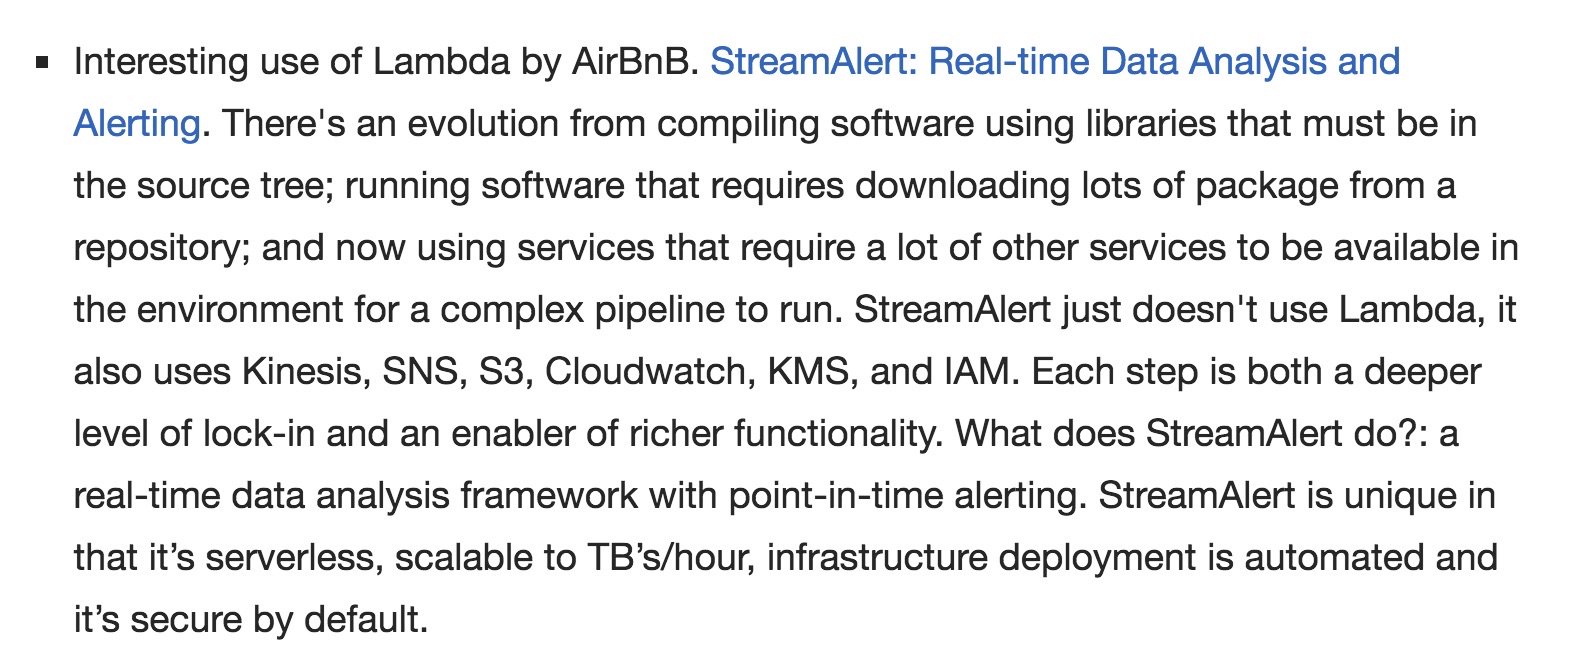 ▪ Interesting use of Lambda by AirBnB. StreamAlert: Real-time Data Analysis and
Alerting. There's an evolution from compiling software using libraries that must be in
the source tree; running software that requires downloading lots of package from a
repository; and now using services that require a lot of other services to be available in
the environment for a complex pipeline to run. StreamAlert just doesn't use Lambda, it
also uses Kinesis, SNS, S3, Cloudwatch, KMS, and IAM. Each step is both a deeper
level of lock-in and an enabler of richer functionality. What does StreamAlert do?: a
real-time data analysis framework with point-in-time alerting. StreamAlert is unique in
that it’s serverless, scalable to TB’s/hour, infrastructure deployment is automated and
it’s secure by default.